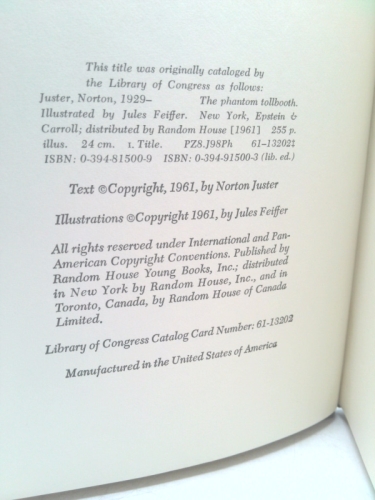 This title was originally cataloged by
the Library of Congress as follows:
Juster, Norton, 1929– The phantom tollbooth.
Illustrated by Jules Feiffer. New York, Epstein &
Carroll; distributed by Random House [1961] 255 p.
illus. 24 cm. 1. Title. PZ8.J98Ph 61–13202‡
ISBN: 0-394-81500-9 ISBN: 0-394-91500-3 (lib. ed.)
Text ©Copyright, 1961, by Norton Juster
Illustrations ©Copyright 1961, by Jules Feiffer
All rights reserved under International and Pan-
American Copyright Conventions. Published by
Random House Young Books, Inc.; distributed
in New York by Random House, Inc., and in
Toronto, Canada, by Random House of Canada
Limited.
Library of Congress Catalog Card Number: 61-13202
Manufactured in the United States of America